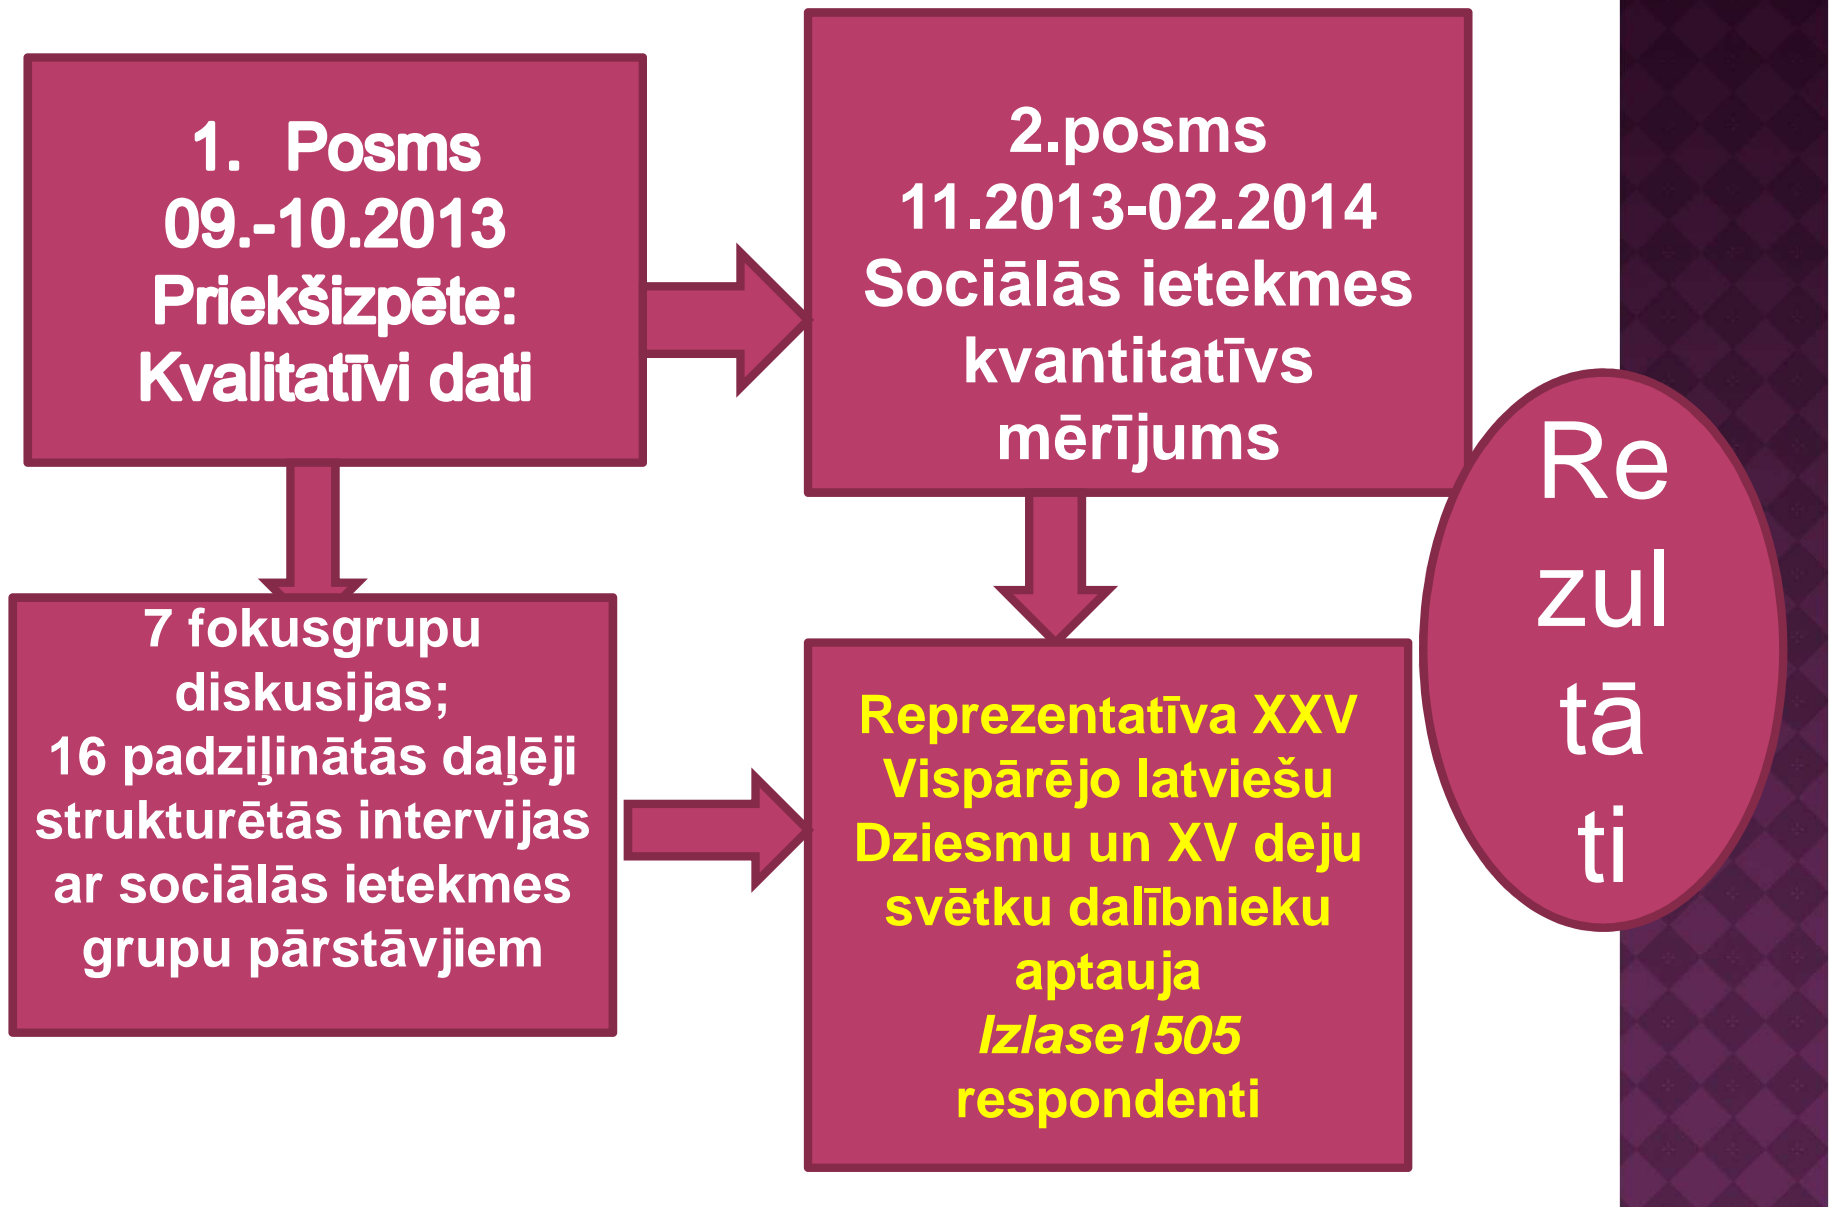 1. Posms
09.-10.2013
Priekšizpēte:
Kvalitatīvi dati
2.posms
11.2013-02.2014
Sociālās ietekmes
kvantitatīvs
mērījums
7 fokusgrupu
diskusijas;
16 padziļinātās daļēji
strukturētās intervijas
ar sociālās ietekmes
grupu pārstāvjiem
Reprezentatīva XXV
Vispārējo latviešu
Dziesmu un XV deju
svētku dalībnieku
aptauja
Izlase1505
respondenti
Re
zul
tā
ti